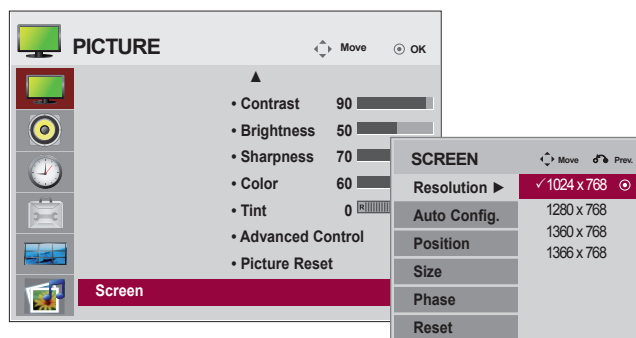 PICTURE
Move
OK
• Contrast 90
• Brightness 50
• Sharpness 70
• Color 60
• Tint 0 R
• Advanced Control
• Picture Reset
Screen
SCREEN
Move
Prev.
Resolution ►
✓1024 x 768
1280 x 768
1360 x 768
1366 x 768
Auto Config.
Position
Size
Phase
Reset